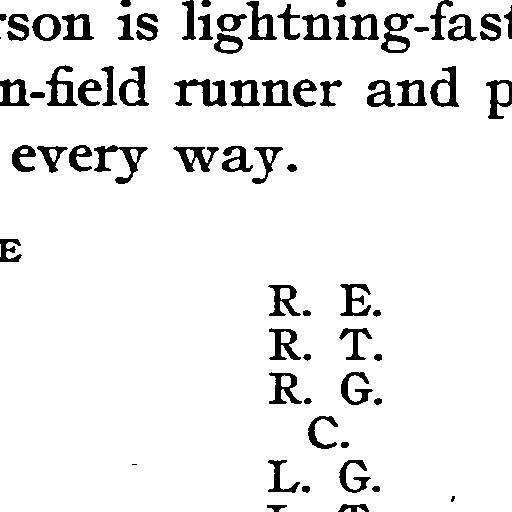 rson is lightning-fast
n-field runner and p
every way.
E
R. E.
R. T.
R. G.
C.
L. G.